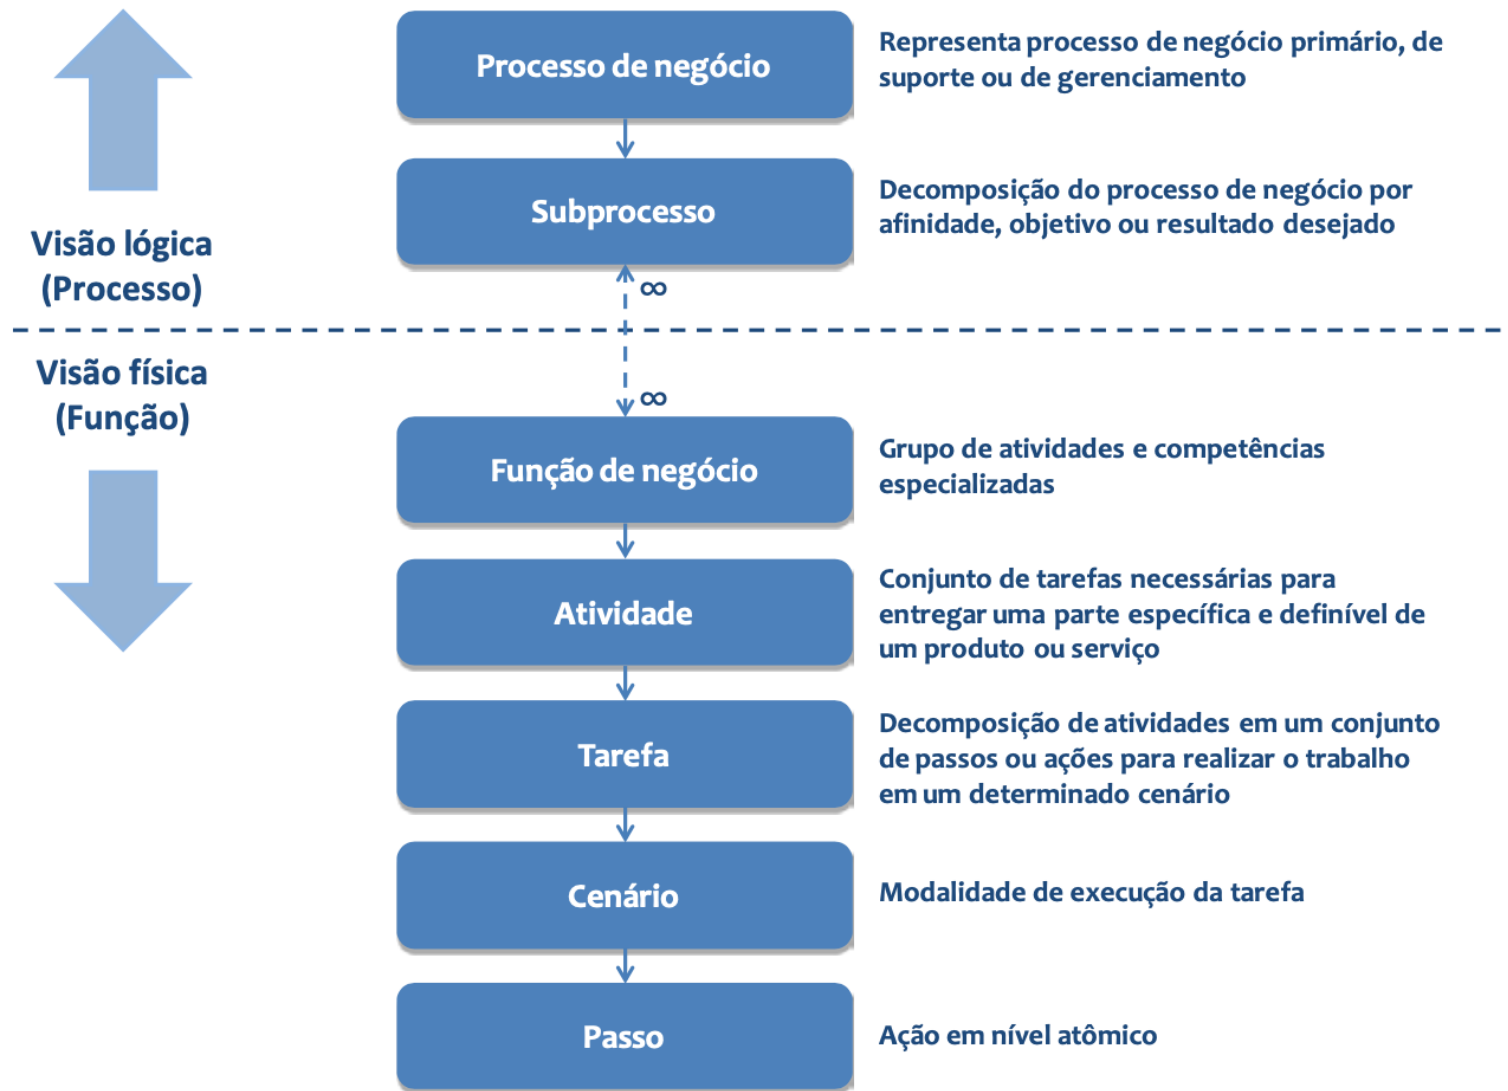 Processo de negócio
Representa processo de negócio primário, de
suporte ou de gerenciamento
Subprocesso
Decomposição do processo de negócio por
afinidade, objetivo ou resultado desejado
Visão lógica
(Processo)
∞
∞
Visão física
(Função)
Função de negócio
Grupo de atividades e competências
especializadas
Atividade
Conjunto de tarefas necessárias para
entregar uma parte específica e definível de
um produto ou serviço
Tarefa
Decomposição de atividades em um conjunto
de passos ou ações para realizar o trabalho
em um determinado cenário
Cenário
Modalidade de execução da tarefa
Passo
Ação em nível atômico